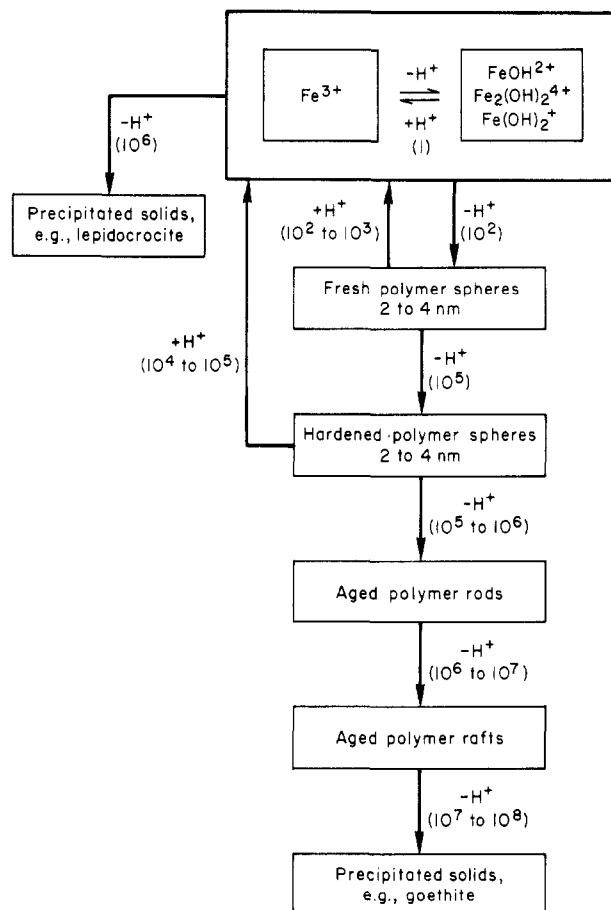 Fe³⁺
-H⁺
+H⁺
(1)
FeOH²⁺
Fe₂(OH)₂⁴⁺
Fe(OH)₂⁺
-H⁺
(10⁶)
Precipitated solids,
e.g., lepidocrocite
+H⁺
(10² to 10³)
-H⁺
(10²)
Fresh polymer spheres
2 to 4 nm
+H⁺
(10⁴ to 10⁵)
-H⁺
(10⁵)
Hardened polymer spheres
2 to 4 nm
-H⁺
(10⁵ to 10⁶)
Aged polymer rods
-H⁺
(10⁶ to 10⁷)
Aged polymer rafts
-H⁺
(10⁷ to 10⁸)
Precipitated solids,
e.g., goethite